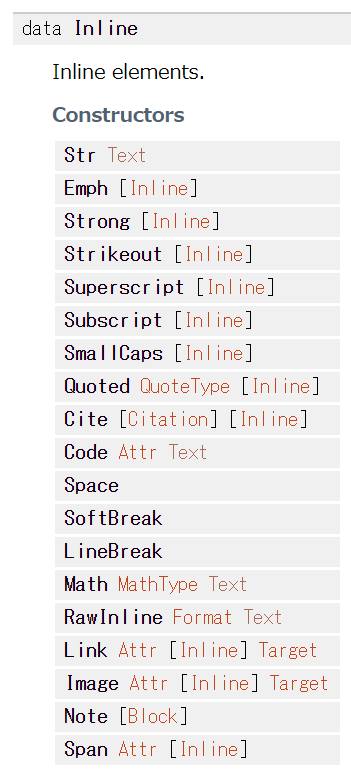 data Inline
Inline elements.
Constructors
Str Text
Emph [Inline]
Strong [Inline]
Strikeout [Inline]
Superscript [Inline]
Subscript [Inline]
SmallCaps [Inline]
Quoted QuoteType [Inline]
Cite [Citation] [Inline]
Code Attr Text
Space
SoftBreak
LineBreak
Math MathType Text
RawInline Format Text
Link Attr [Inline] Target
Image Attr [Inline] Target
Note [Block]
Span Attr [Inline]